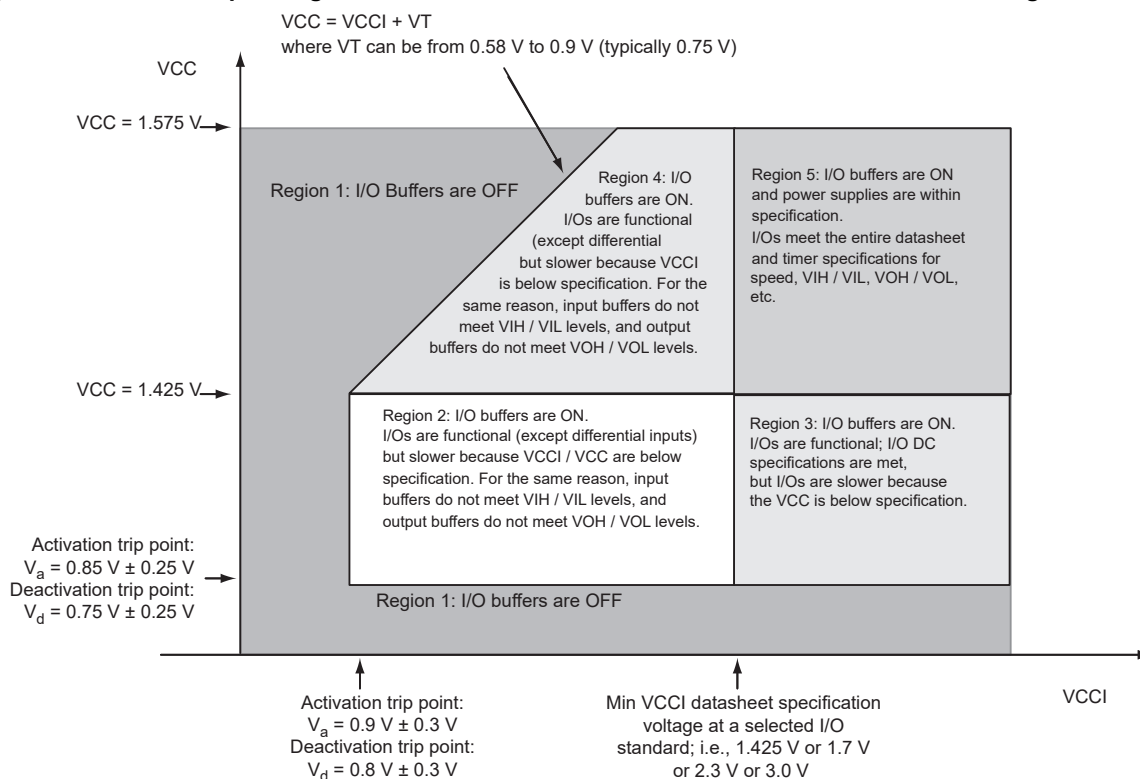 VCC = VCCI + VT
where VT can be from 0.58 V to 0.9 V (typically 0.75 V)
VCC
VCC = 1.575 V
Region 1: I/O Buffers are OFF
Region 4: I/O
buffers are ON.
I/Os are functional
(except differential
but slower because VCCI
is below specification. For the
same reason, input buffers do not
meet VIH / VIL levels, and output
buffers do not meet VOH / VOL levels.
Region 5: I/O buffers are ON
and power supplies are within
specification.
I/Os meet the entire datasheet
and timer specifications for
speed, VIH / VIL, VOH / VOL,
etc.
VCC = 1.425 V
Region 2: I/O buffers are ON.
I/Os are functional (except differential inputs)
but slower because VCCI / VCC are below
specification. For the same reason, input
buffers do not meet VIH / VIL levels, and
output buffers do not meet VOH / VOL levels.
Region 3: I/O buffers are ON.
I/Os are functional; I/O DC
specifications are met,
but I/Os are slower because
the VCC is below specification.
Activation trip point:
Va = 0.85 V ± 0.25 V
Deactivation trip point:
Vd = 0.75 V ± 0.25 V
Region 1: I/O buffers are OFF
Activation trip point:
Va = 0.9 V ± 0.3 V
Deactivation trip point:
Vd = 0.8 V ± 0.3 V
Min VCCI datasheet specification
voltage at a selected I/O
standard; i.e., 1.425 V or 1.7 V
or 2.3 V or 3.0 V
VCCI